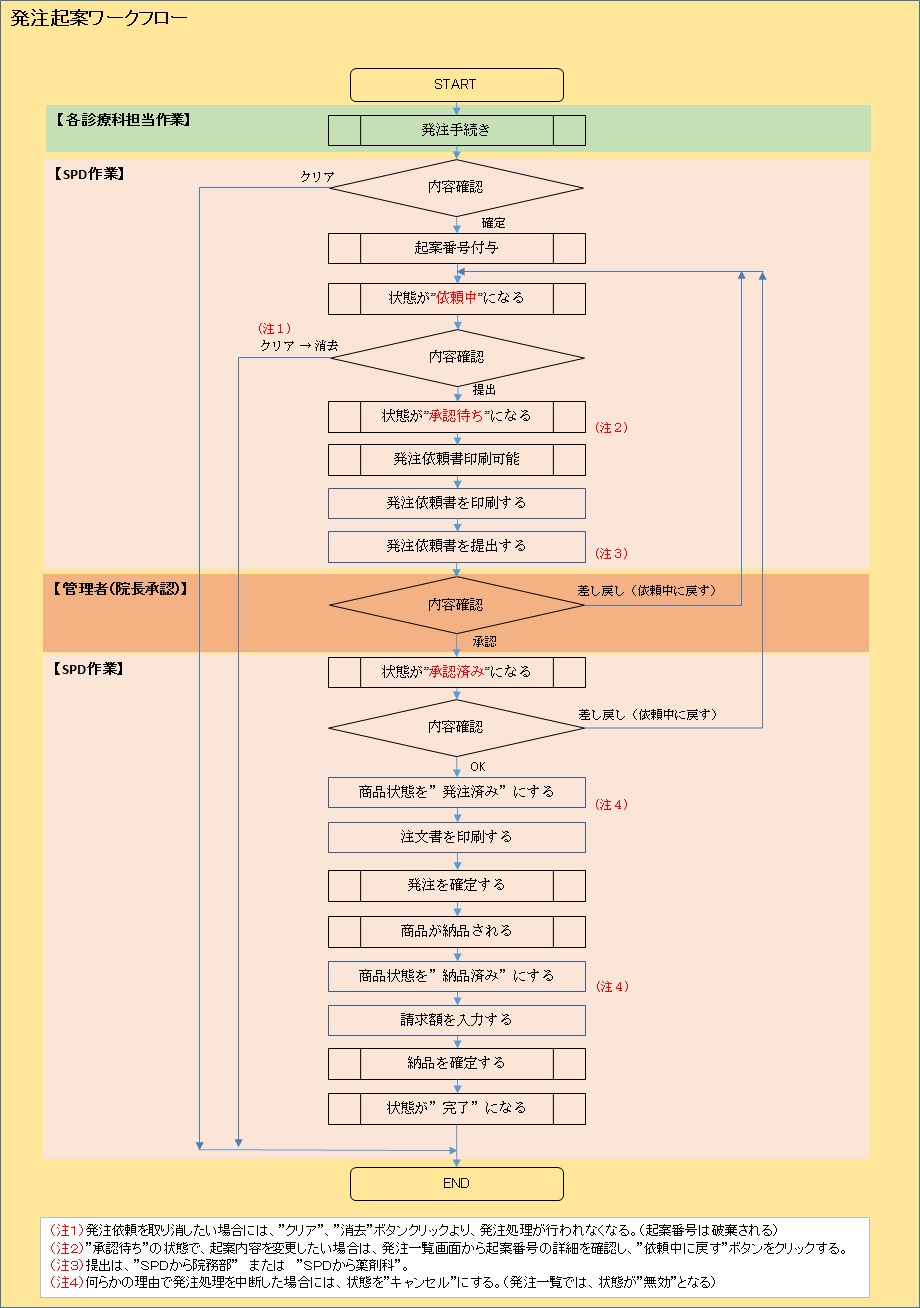 発注起案ワークフロー
START
【各診療科担当作業】
発注手続き
【SPD作業】
クリア
内容確認
確定
起案番号付与
状態が”依頼中”になる
（注１）
クリア → 消去
内容確認
提出
状態が”承認待ち”になる
（注２）
発注依頼書印刷可能
発注依頼書を印刷する
発注依頼書を提出する
（注３）
【管理者(院長承認)】
差し戻し（依頼中に戻す）
内容確認
承認
【SPD作業】
状態が”承認済み”になる
差し戻し（依頼中に戻す）
内容確認
OK
商品状態を”発注済み”にする
（注４）
注文書を印刷する
発注を確定する
商品が納品される
商品状態を”納品済み”にする
（注４）
請求額を入力する
納品を確定する
状態が”完了”になる
END
（注１）発注依頼を取り消したい場合には、”クリア”、”消去”ボタンクリックより、発注処理が行われなくなる。（起案番号は破棄される）
（注２）”承認待ち”の状態で、起案内容を変更したい場合は、発注一覧画面から起案番号の詳細を確認し、”依頼中に戻す”ボタンをクリックする。
（注３）提出は、”SPDから院務部”　または　”SPDから薬剤科”。
（注４）何らかの理由で発注処理を中断した場合には、状態を”キャンセル”にする。（発注一覧では、状態が”無効”となる）